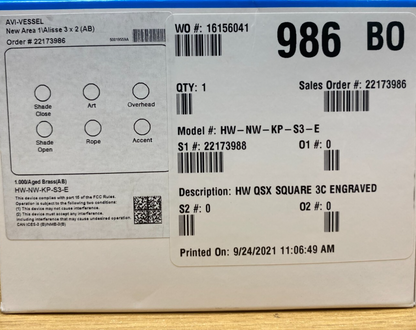 AVI-VESSEL
New Area 1\Alisse 3 x 2 (AB)
Order # 22173986
Shade
Close
Art
Overhead
Shade
Open
Rope
Accent
1.000/Aged Brass(AB)
HW-NW-KP-S3-E
This device complies with part 15 of the FCC Rules.
Operation is subject to the following two conditions:
(1) This device may not cause interference.
(2) This device must accept any interference,
including interference that may cause undesired operation.
WO #: 16156041
986 BO
QTY: 1
Sales Order #: 22173986
Model #: HW-NW-KP-S3-E
S1 #: 22173988
O1 #: 0
Description: HW QSX SQUARE 3C ENGRAVED
S2 #: 0
O2 #: 0
Printed On: 9/24/2021 11:06:49 AM